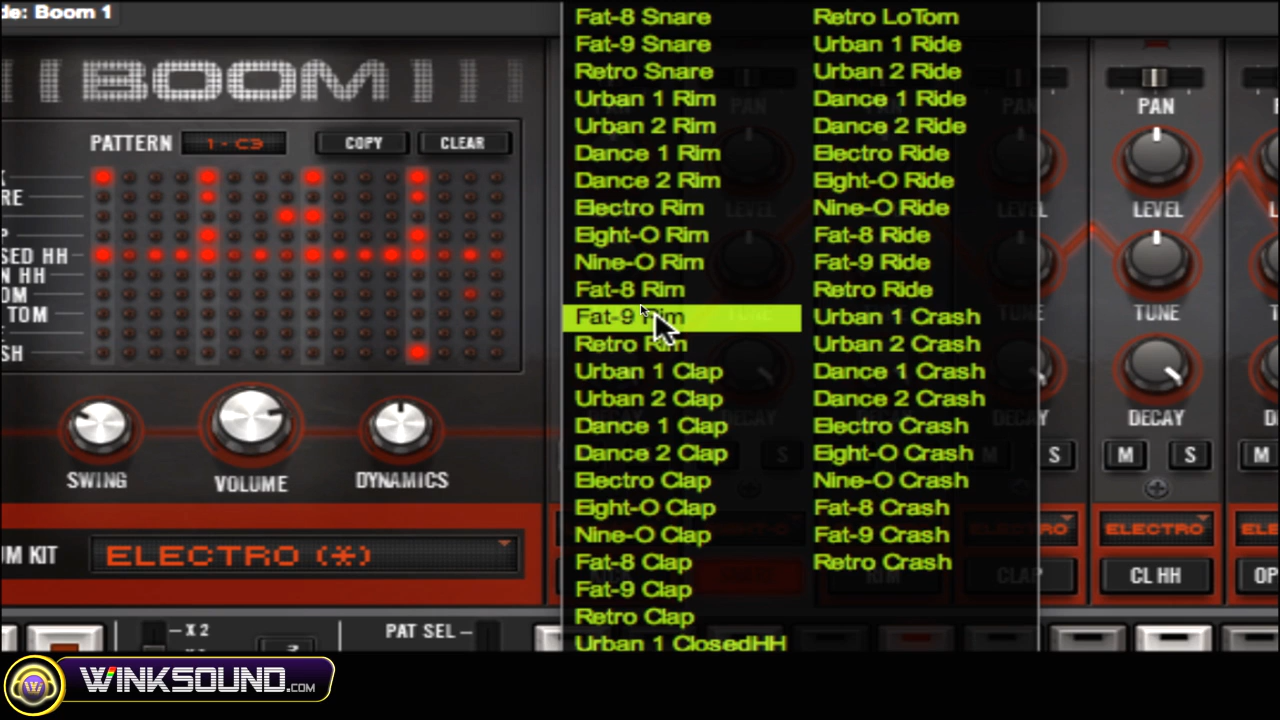 de: Boom 1
BOOM
PATTERN
1 - C3
COPY
CLEAR
K
RE
P
SED HH
N HH
OM
TOM
E
SH
SWING
VOLUME
DYNAMICS
UM KIT
ELECTRO (*)
X 2
PAT SEL
Fat-8 Snare
Fat-9 Snare
Retro Snare
Urban 1 Rim
Urban 2 Rim
Dance 1 Rim
Dance 2 Rim
Electro Rim
Eight-O Rim
Nine-O Rim
Fat-8 Rim
Fat-9 Rim
Retro Rim
Urban 1 Clap
Urban 2 Clap
Dance 1 Clap
Dance 2 Clap
Electro Clap
Eight-O Clap
Nine-O Clap
Fat-8 Clap
Fat-9 Clap
Retro Clap
Urban 1 ClosedHH
Retro LoTom
Urban 1 Ride
Urban 2 Ride
Dance 1 Ride
Dance 2 Ride
Electro Ride
Eight-O Ride
Nine-O Ride
Fat-8 Ride
Fat-9 Ride
Retro Ride
Urban 1 Crash
Urban 2 Crash
Dance 1 Crash
Dance 2 Crash
Electro Crash
Eight-O Crash
Nine-O Crash
Fat-8 Crash
Fat-9 Crash
Retro Crash
CLAP
S
PAN
LEVEL
TUNE
DECAY
M S
ELECTRO
CL HH
M
ELE
OP
WINKSOUND.COM